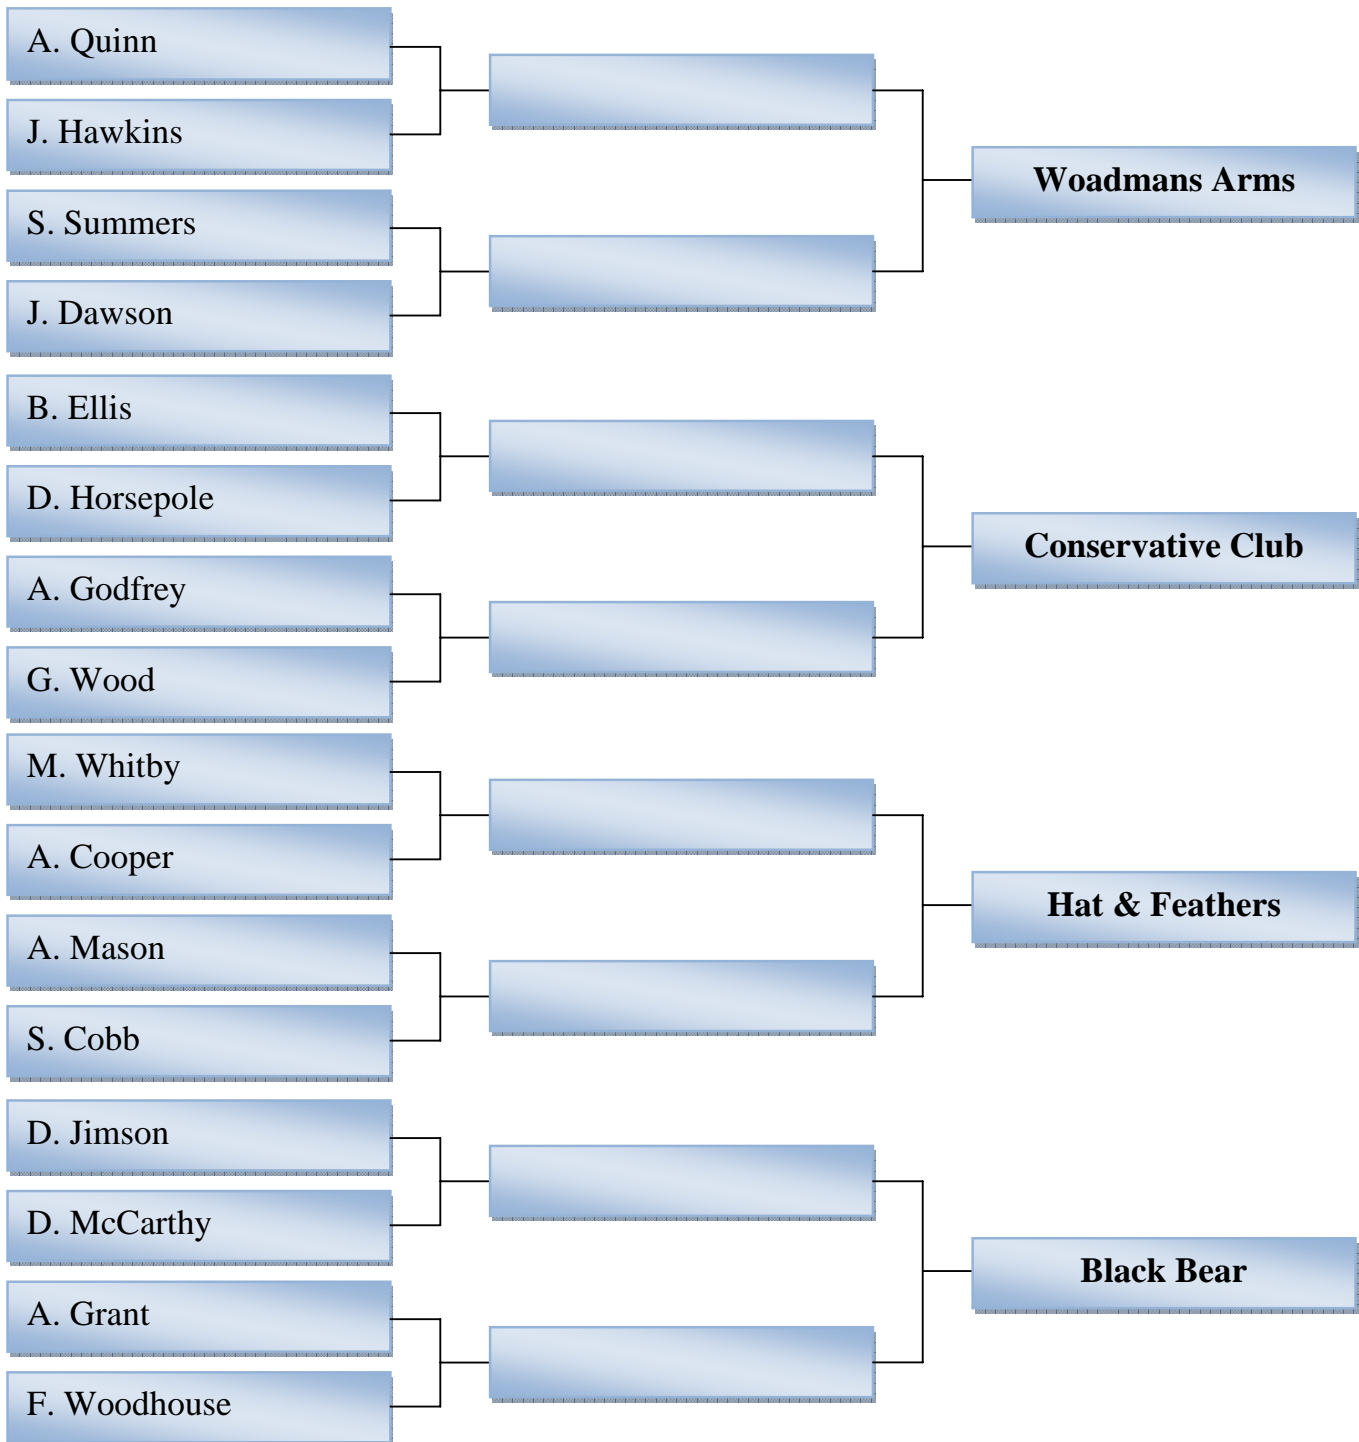 A. Quinn
J. Hawkins
S. Summers
J. Dawson
B. Ellis
D. Horsepole
A. Godfrey
G. Wood
M. Whitby
A. Cooper
A. Mason
S. Cobb
D. Jimson
D. McCarthy
A. Grant
F. Woodhouse
Woadmans Arms
Conservative Club
Hat & Feathers
Black Bear